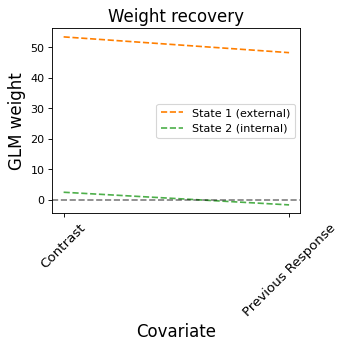 Weight recovery
GLM weight
50
40
30
20
10
0
State 1 (external)
State 2 (internal)
Contrast
Previous Response
Covariate